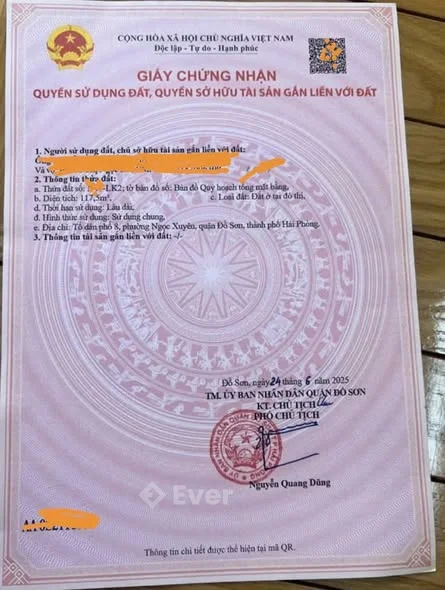 CỘNG HÒA XÃ HỘI CHỦ NGHĨA VIỆT NAM
Độc lập - Tự do - Hạnh phúc
GIẤY CHỨNG NHẬN
QUYỀN SỬ DỤNG ĐẤT, QUYỀN SỞ HỮU TÀI SẢN GẮN LIỀN VỚI ĐẤT
1. Người sử dụng đất, chủ sở hữu tài sản gắn liền với đất:
Và
2. Thông tin thửa đất:
a. Thửa đất số: -LK2; tờ bản đồ số: Bản đồ Quy hoạch tổng mặt bằng,
b. Diện tích: 117,5m², c. Loại đất: Đất ở tại đô thị,
d. Thời hạn sử dụng: Lâu dài,
đ. Hình thức sử dụng: Sử dụng chung,
e. Địa chỉ: Tổ dân phố 8, phường Ngọc Xuyên, quận Đồ Sơn, thành phố Hải Phòng.
3. Thông tin tài sản gắn liền với đất: -/-
Đồ Sơn, ngày 24 tháng 6 năm 2025
TM. ỦY BAN NHÂN DÂN QUẬN ĐỒ SƠN
KT. CHỦ TỊCH
PHÓ CHỦ TỊCH
Nguyễn Quang Dũng
Ever
Thông tin chi tiết được thể hiện tại mã QR.